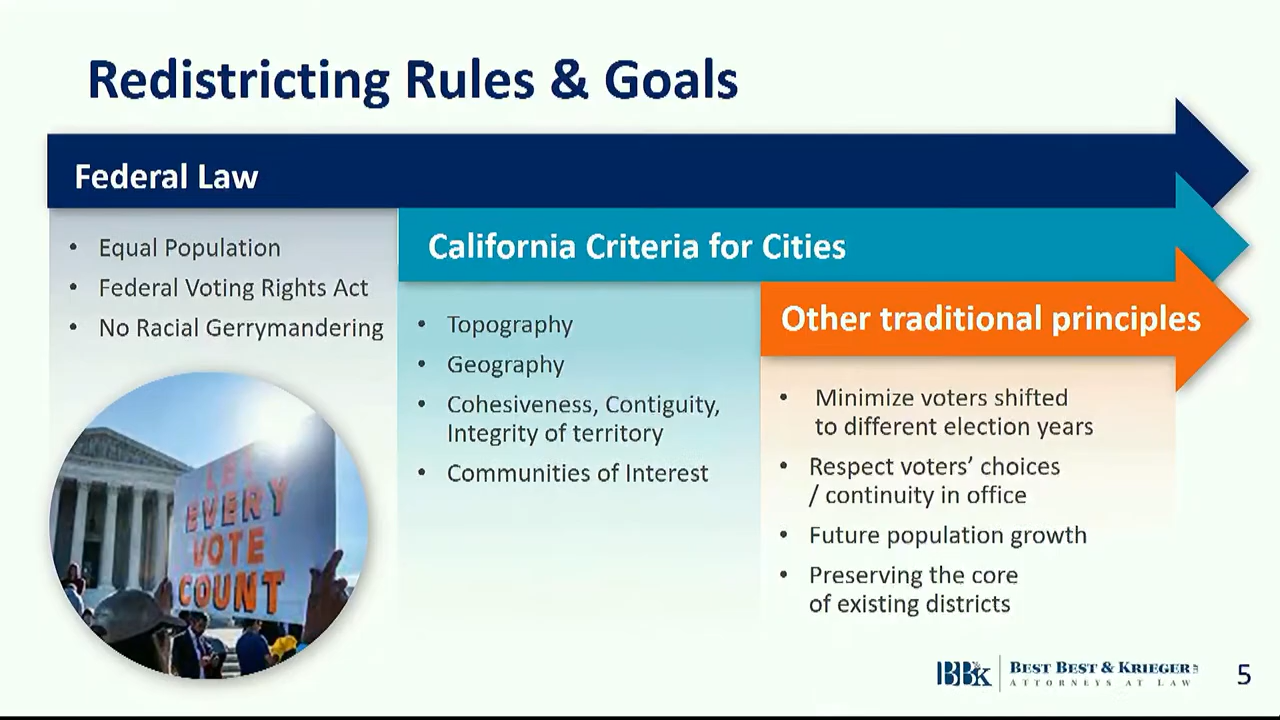 Redistricting Rules & Goals
Federal Law
• Equal Population
• Federal Voting Rights Act
• No Racial Gerrymandering
LET
EVERY
VOTE
COUNT
California Criteria for Cities
• Topography
• Geography
• Cohesiveness, Contiguity,
Integrity of territory
• Communities of Interest
Other traditional principles
• Minimize voters shifted
to different election years
• Respect voters’ choices
/ continuity in office
• Future population growth
• Preserving the core
of existing districts
BBK
BEST BEST & KRIEGER LLP
ATTORNEYS AT LAW
5